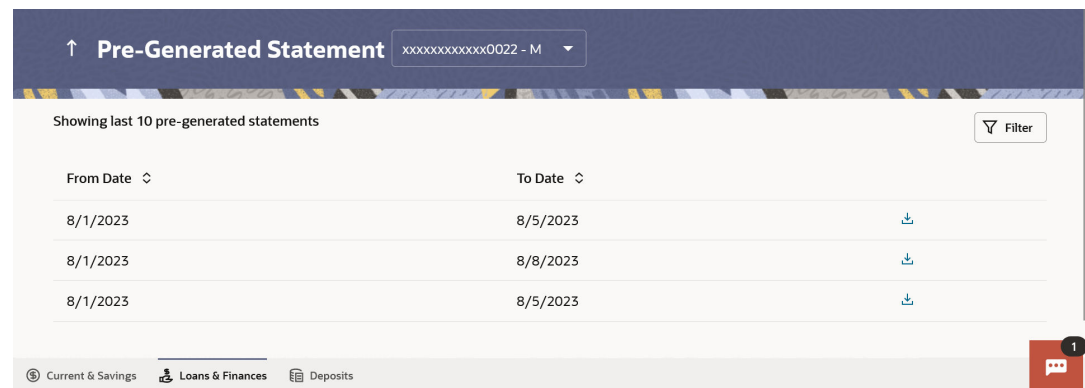 Pre-Generated Statement xxxxxxxxxxxx0022 - M
Showing last 10 pre-generated statements
Filter
From Date To Date
8/1/2023 8/5/2023
8/1/2023 8/8/2023
8/1/2023 8/5/2023
1
Current & Savings Loans & Finances Deposits